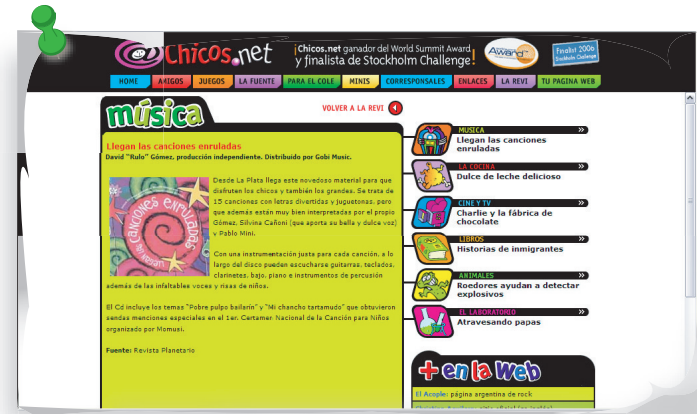 @Chicos.net
¡Chicos.net ganador del World Summit Award
y finalista de Stockholm Challenge!
Award
Finalist 2006
Stockholm Challenge
HOME AMIGOS JUEGOS LA FUENTE PARA EL COLE MINIS CORRESPONSALES ENLACES LA REVI TU PAGINA WEB
música
VOLVER A LA REVI
Llegan las canciones enruladas
David "Rulo" Gómez, producción independiente. Distribuido por Gobi Music.
CANCIONES ENRULADAS
Desde La Plata llega este novedoso material para que
disfruten los chicos y también los grandes. Se trata de
15 canciones con letras divertidas y juguetonas, pero
que además están muy bien interpretadas por el propio
Gómez, Silvina Cañoni (que aporta su bella y dulce voz)
y Pablo Mini.
Con una instrumentación justa para cada canción, a lo
largo del disco pueden escucharse guitarras, teclados,
clarinetes, bajo, piano e instrumentos de percusión
además de las infaltables voces y risas de niños.
El Cd incluye los temas "Pobre pulpo bailarín" y "Mi chancho tartamudo" que obtuvieron
sendas menciones especiales en el 1er. Certamer Nacional de la Canción para Niños
organizado por Momusi.
Fuente: Revista Planetario
MUSICA »
Llegan las canciones
enruladas
LA COCINA »
Dulce de leche delicioso
CINE Y TV »
Charlie y la fábrica de
chocolate
LIBROS »
Historias de inmigrantes
ANIMALES »
Roedores ayudan a detectar
explosivos
EL LABORATORIO »
Atravesando papas
+ en la Web
El Acople: página argentina de rock